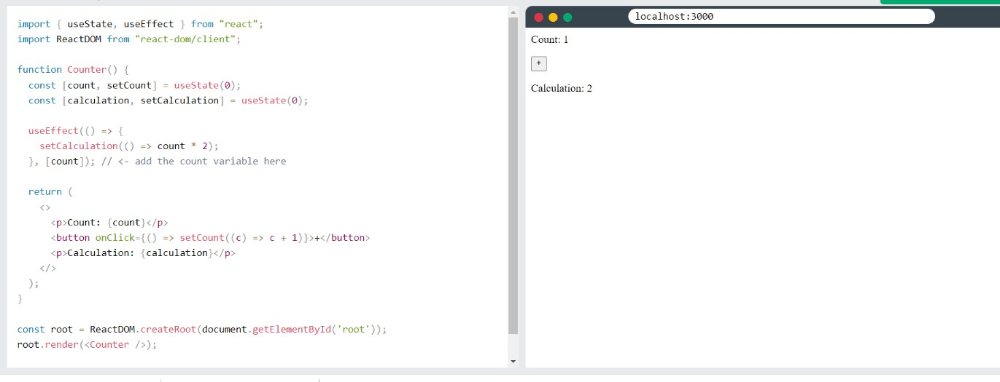 import { useState, useEffect } from "react";
import ReactDOM from "react-dom/client";
function Counter() {
  const [count, setCount] = useState(0);
  const [calculation, setCalculation] = useState(0);
  useEffect(() => {
    setCalculation(() => count * 2);
  }, [count]); // <- add the count variable here
  return (
    <>
      <p>Count: {count}</p>
      <button onClick={() => setCount((c) => c + 1)}>+</button>
      <p>Calculation: {calculation}</p>
    </>
  );
}
const root = ReactDOM.createRoot(document.getElementById('root'));
root.render(<Counter />);
localhost:3000
Count: 1
+
Calculation: 2